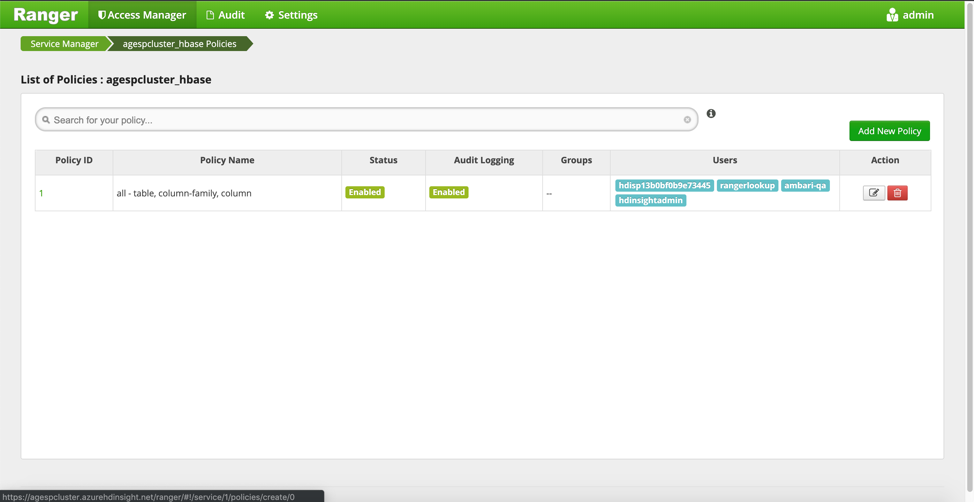 Ranger
Access Manager
Audit
Settings
admin
Service Manager
agespcluster_hbase Policies
List of Policies : agespcluster_hbase
Search for your policy...
Add New Policy
Policy ID
Policy Name
Status
Audit Logging
Groups
Users
Action
1
all - table, column-family, column
Enabled
Enabled
--
hdisp13b0bf0b9e73445 rangerlookup ambari-qa
hdinsightadmin
https://agespcluster.azurehdinsight.net/ranger/#!/service/1/policies/create/0